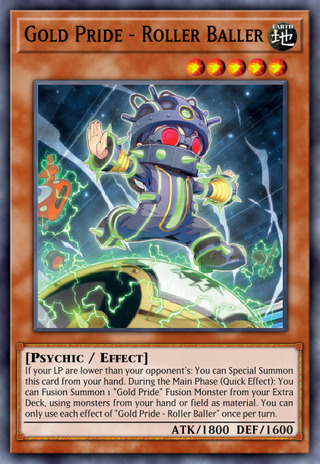 Gold Pride - Roller Baller
EARTH
地
[Psychic / Effect]
If your LP are lower than your opponent's: You can Special Summon
this card from your hand. During the Main Phase (Quick Effect): You
can Fusion Summon 1 "Gold Pride" Fusion Monster from your Extra
Deck, using monsters from your hand or field as material. You can
only use each effect of "Gold Pride - Roller Baller" once per turn.
ATK/1800 DEF/1600